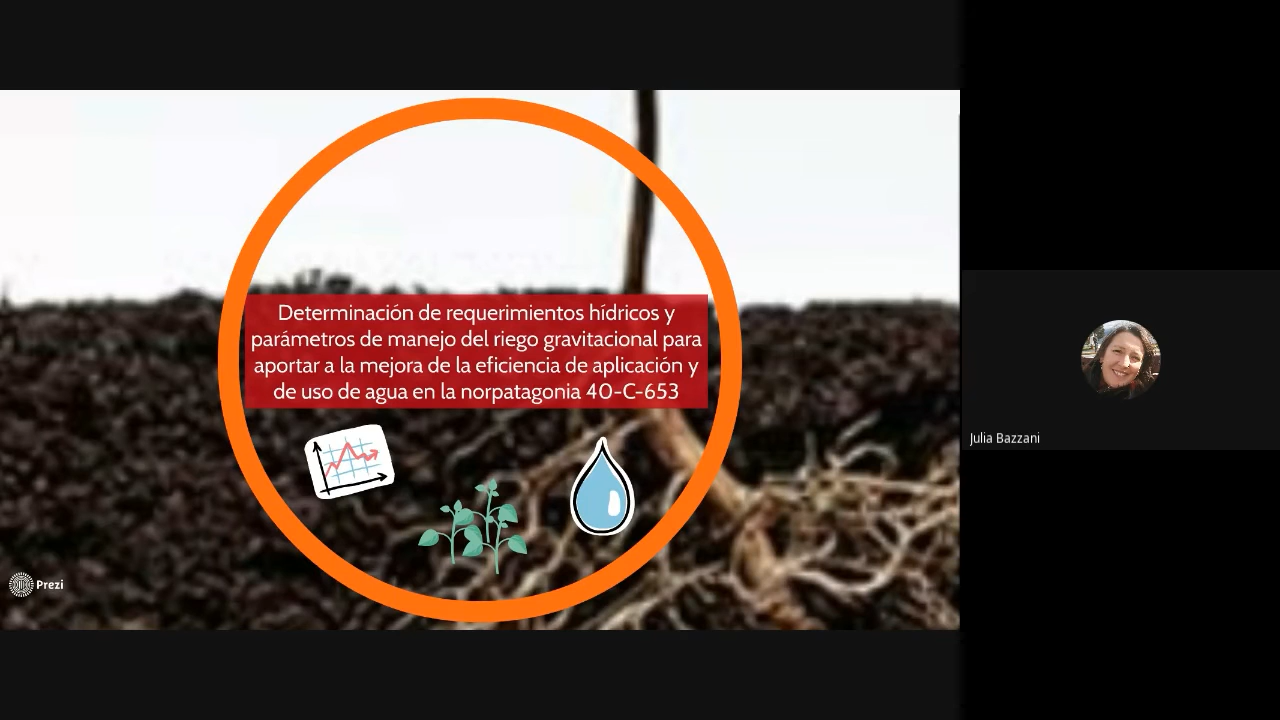 Determinación de requerimientos hídricos y
parámetros de manejo del riego gravitacional para
aportar a la mejora de la eficiencia de aplicación y
de uso de agua en la norpatagonia 40-C-653
Julia Bazzani
Prezi